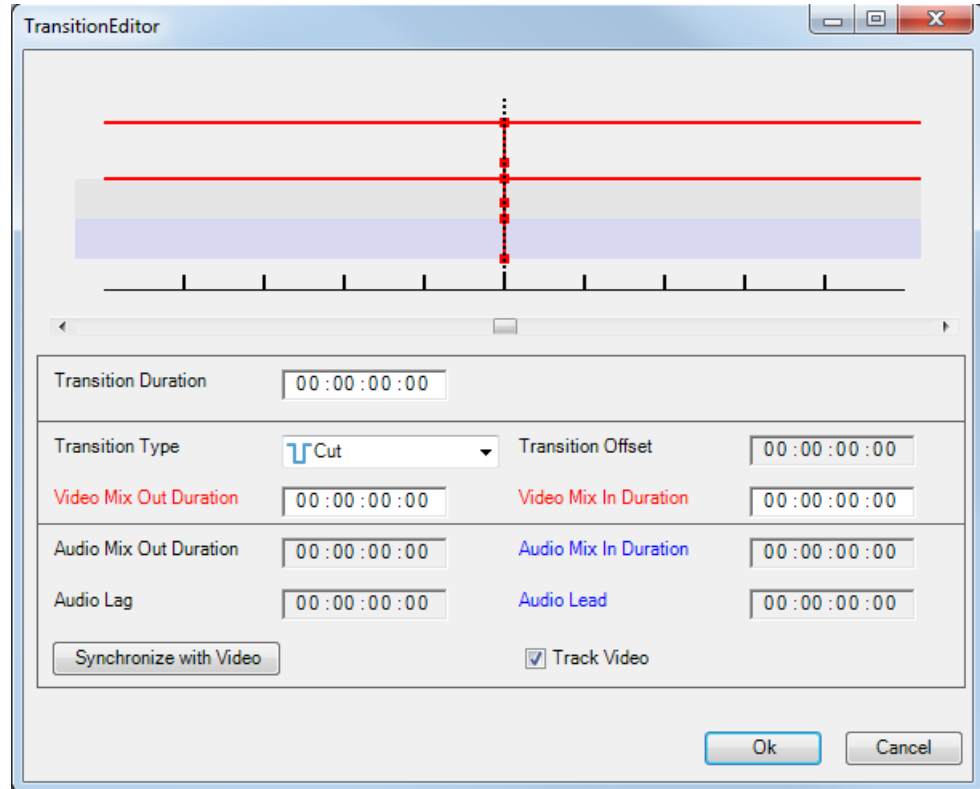 TransitionEditor
Transition Duration 00:00:00:00
Transition Type Cut Transition Offset 00:00:00:00
Video Mix Out Duration 00:00:00:00 Video Mix In Duration 00:00:00:00
Audio Mix Out Duration 00:00:00:00 Audio Mix In Duration 00:00:00:00
Audio Lag 00:00:00:00 Audio Lead 00:00:00:00
Synchronize with Video Track Video
Ok Cancel